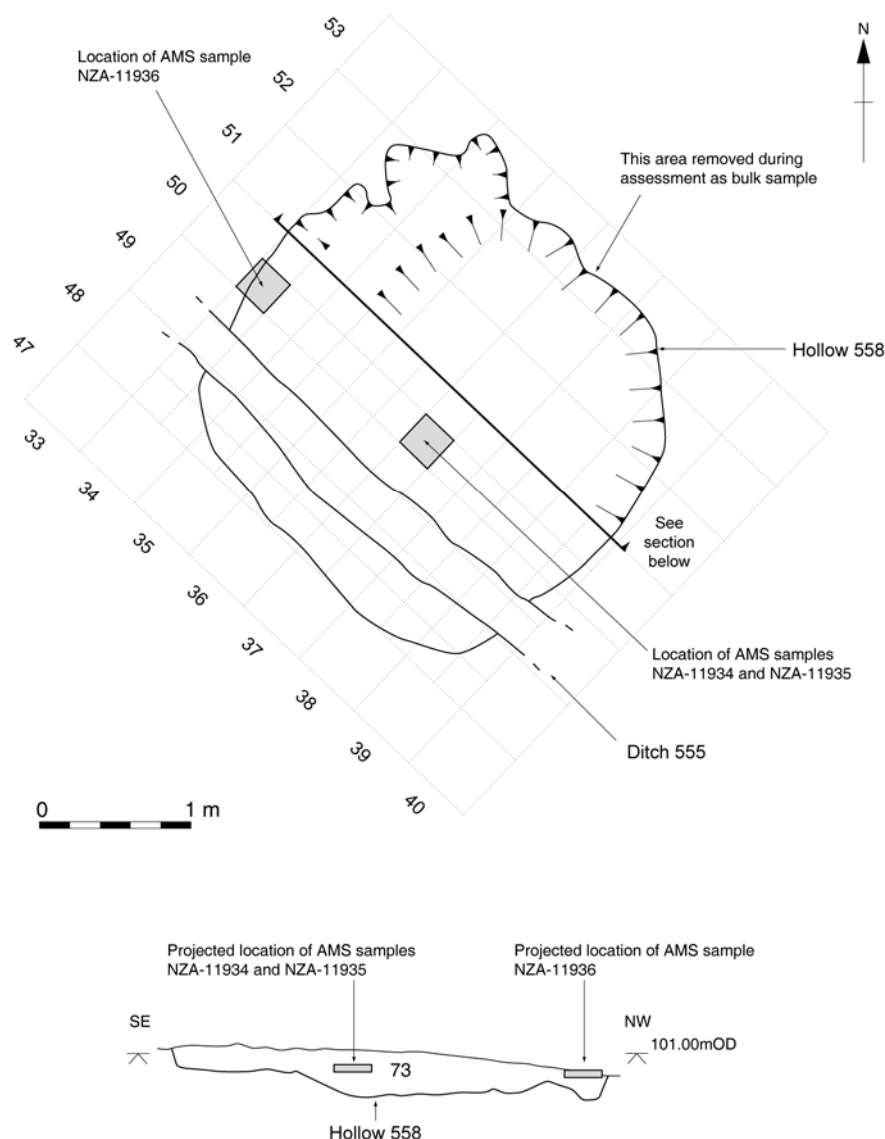 53
52
51
50
49
48
47
Location of AMS sample
NZA-11936
N
This area removed during
assessment as bulk sample
Hollow 558
33
34
35
36
37
38
39
40
See
section
below
Location of AMS samples
NZA-11934 and NZA-11935
Ditch 555
0 1 m
Projected location of AMS samples
NZA-11934 and NZA-11935
Projected location of AMS sample
NZA-11936
SE
NW
101.00mOD
73
Hollow 558